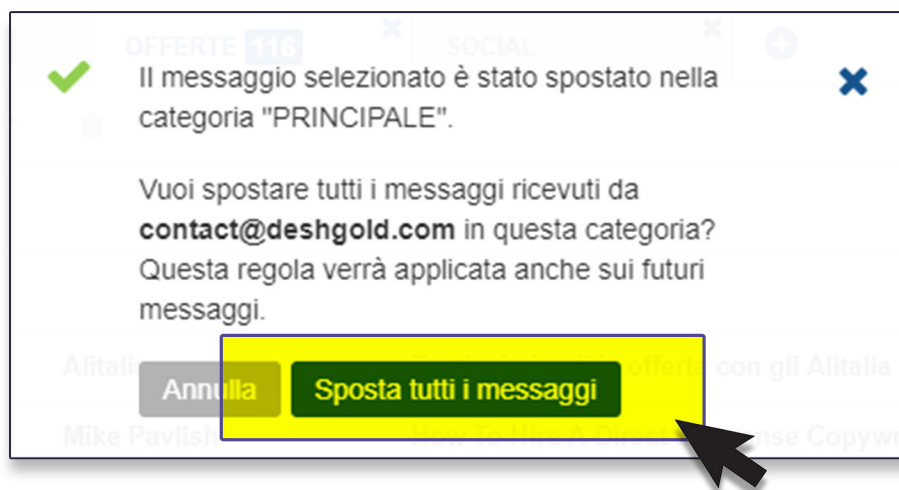 OFFERTE 116 SOCIAL
Il messaggio selezionato è stato spostato nella
categoria "PRINCIPALE".
Vuoi spostare tutti i messaggi ricevuti da
contact@deshgold.com in questa categoria?
Questa regola verrà applicata anche sui futuri
messaggi.
Alitalia offerta con gli Alitalia
Annulla Sposta tutti i messaggi
Mike Pavlish How To Hire A Direct